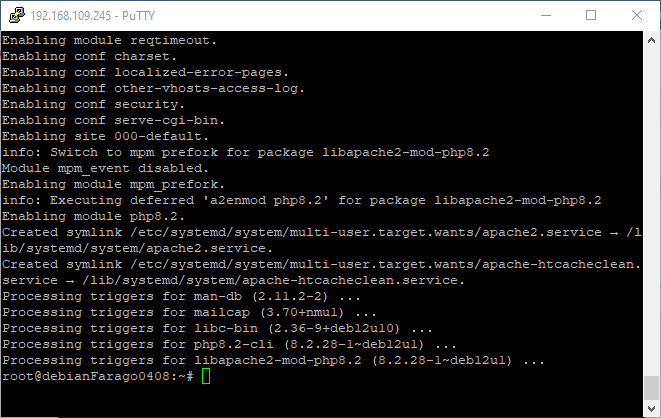 192.168.109.245 - PuTTY
Enabling module reqtimeout.
Enabling conf charset.
Enabling conf localized-error-pages.
Enabling conf other-vhosts-access-log.
Enabling conf security.
Enabling conf serve-cgi-bin.
Enabling site 000-default.
info: Switch to mpm prefork for package libapache2-mod-php8.2
Module mpm_event disabled.
Enabling module mpm_prefork.
info: Executing deferred 'a2enmod php8.2' for package libapache2-mod-php8.2
Enabling module php8.2.
Created symlink /etc/systemd/system/multi-user.target.wants/apache2.service → /l
ib/systemd/system/apache2.service.
Created symlink /etc/systemd/system/multi-user.target.wants/apache-htcacheclean.
service → /lib/systemd/system/apache-htcacheclean.service.
Processing triggers for man-db (2.11.2-2) ...
Processing triggers for mailcap (3.70+nmu1) ...
Processing triggers for libc-bin (2.36-9+deb12u10) ...
Processing triggers for php8.2-cli (8.2.28-1~deb12u1) ...
Processing triggers for libapache2-mod-php8.2 (8.2.28-1~deb12u1) ...
root@debianFarago0408:~#